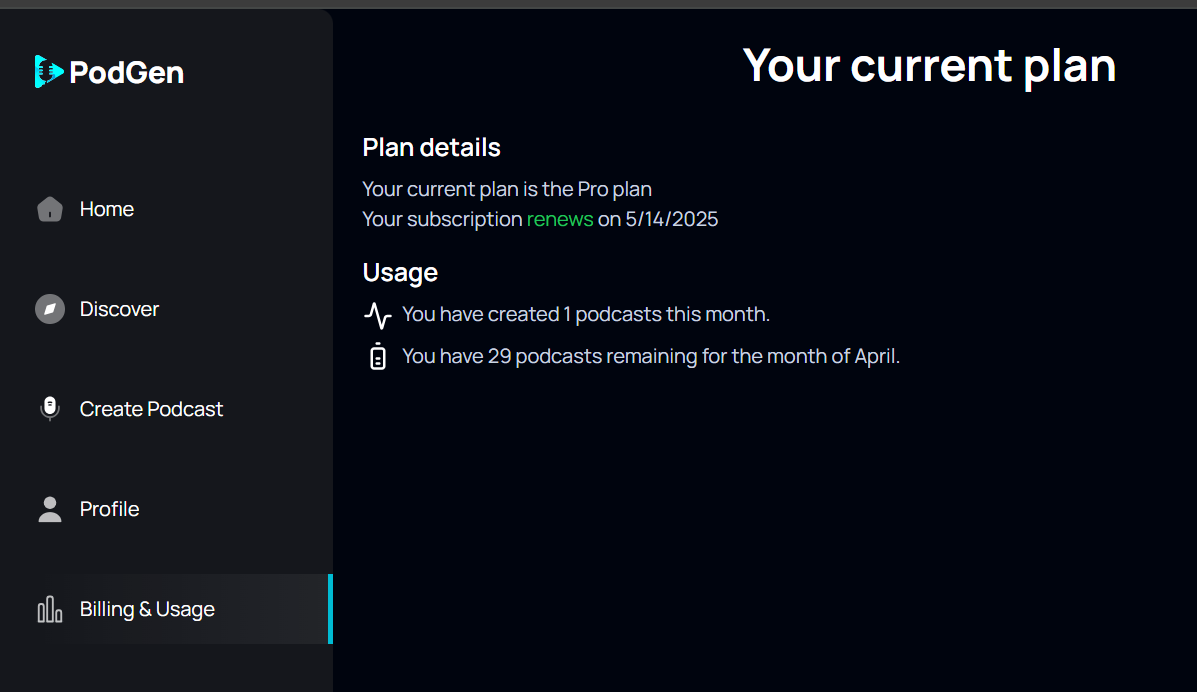 PodGen
Home
Discover
Create Podcast
Profile
Billing & Usage
Your current plan
Plan details
Your current plan is the Pro plan
Your subscription renews on 5/14/2025
Usage
You have created 1 podcasts this month.
You have 29 podcasts remaining for the month of April.